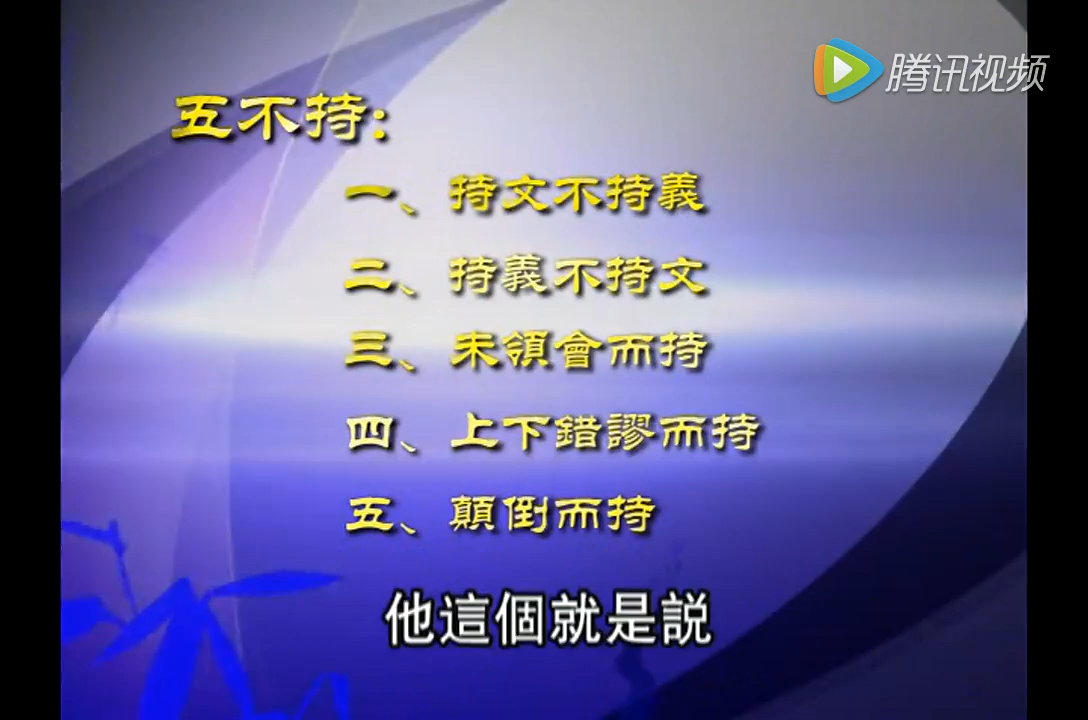 腾讯视频
五不持:
一、持文不持義
二、持義不持文
三、未領會而持
四、上下錯謬而持
五、顛倒而持
他這個就是説